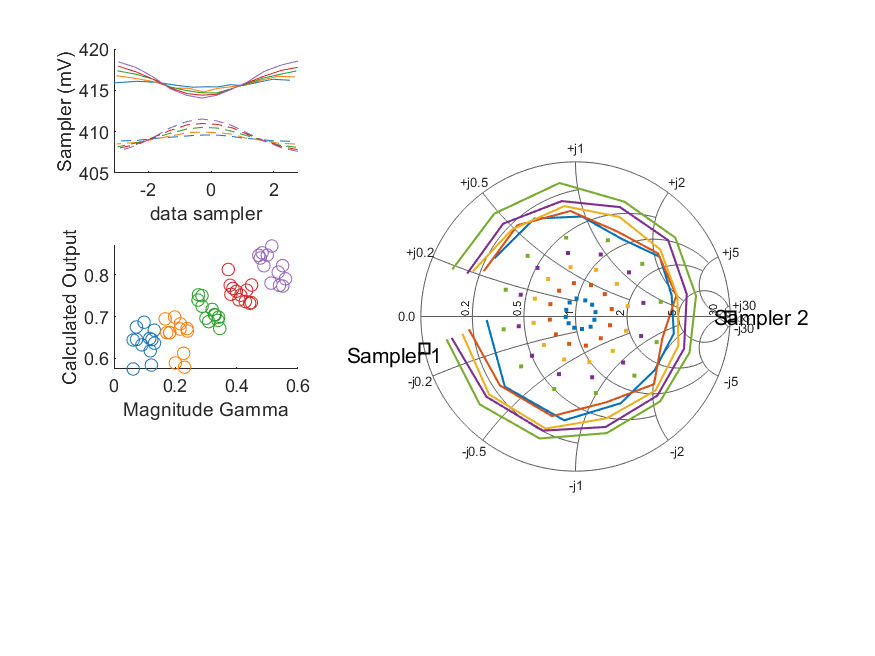 420
415
410
405
Sampler (mV)
-2
0
2
data sampler
0.8
0.7
0.6
Calculated Output
0
0.2
0.4
0.6
Magnitude Gamma
+j1
+j0.5
+j2
+j0.2
+j5
0.0
0.2
0.5
1
2
5
30
+j30
-j30
Sampler 2
Sampler 1
-j0.2
-j5
-j0.5
-j2
-j1